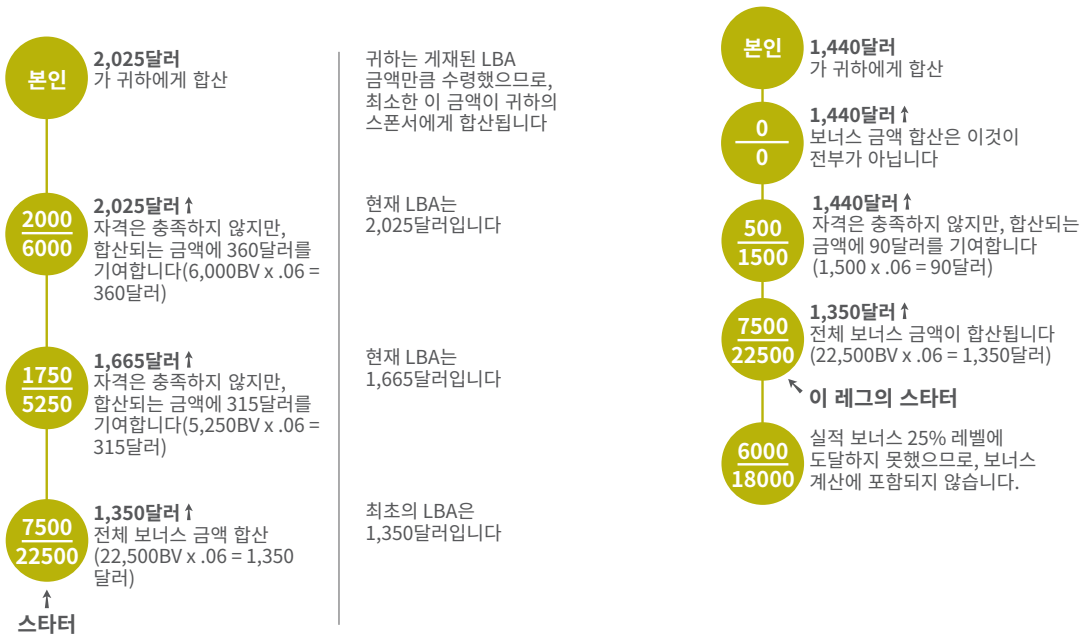 본인
2,025달러
가 귀하에게 합산
귀하는 게재된 LBA
금액만큼 수령했으므로,
최소한 이 금액이 귀하의
스폰서에게 합산됩니다
2000
6000
2,025달러↑
자격은 충족하지 않지만,
합산되는 금액에 360달러를
기여합니다(6,000BV x .06 =
360달러)
현재 LBA는
2,025달러입니다
1750
5250
1,665달러↑
자격은 충족하지 않지만,
합산되는 금액에 315달러를
기여합니다(5,250BV x .06 =
315달러)
현재 LBA는
1,665달러입니다
7500
22500
1,350달러↑
전체 보너스 금액 합산
(22,500BV x .06 = 1,350
달러)
최초의 LBA은
1,350달러입니다
스타터
본인
1,440달러
가 귀하에게 합산
0
0
1,440달러↑
보너스 금액 합산은 이것이
전부가 아닙니다
500
1500
1,440달러↑
자격은 충족하지 않지만, 합산되는
금액에 90달러를 기여합니다
(1,500 x .06 = 90달러)
7500
22500
1,350달러↑
전체 보너스 금액이 합산됩니다
(22,500BV x .06 = 1,350달러)
이 레그의 스타터
6000
18000
실적 보너스 25% 레벨에
도달하지 못했으므로, 보너스
계산에 포함되지 않습니다.